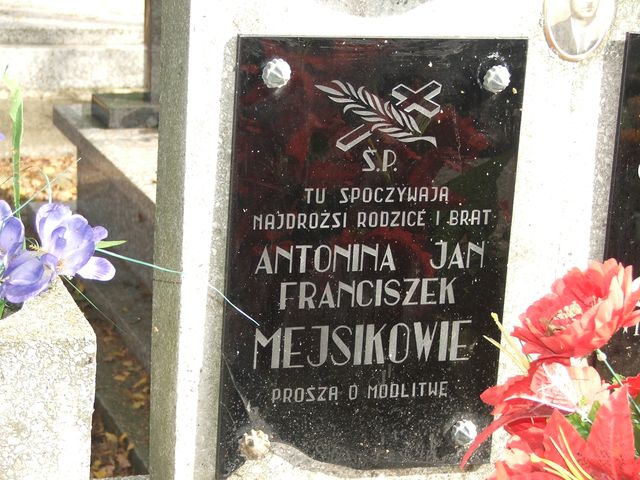 Ś.P.
TU SPOCZYWAJĄ
NAJDROŻSI RODZICE I BRAT
ANTONINA JAN
FRANCISZEK
MEJSIKOWIE
PROSZĄ O MODLITWĘ